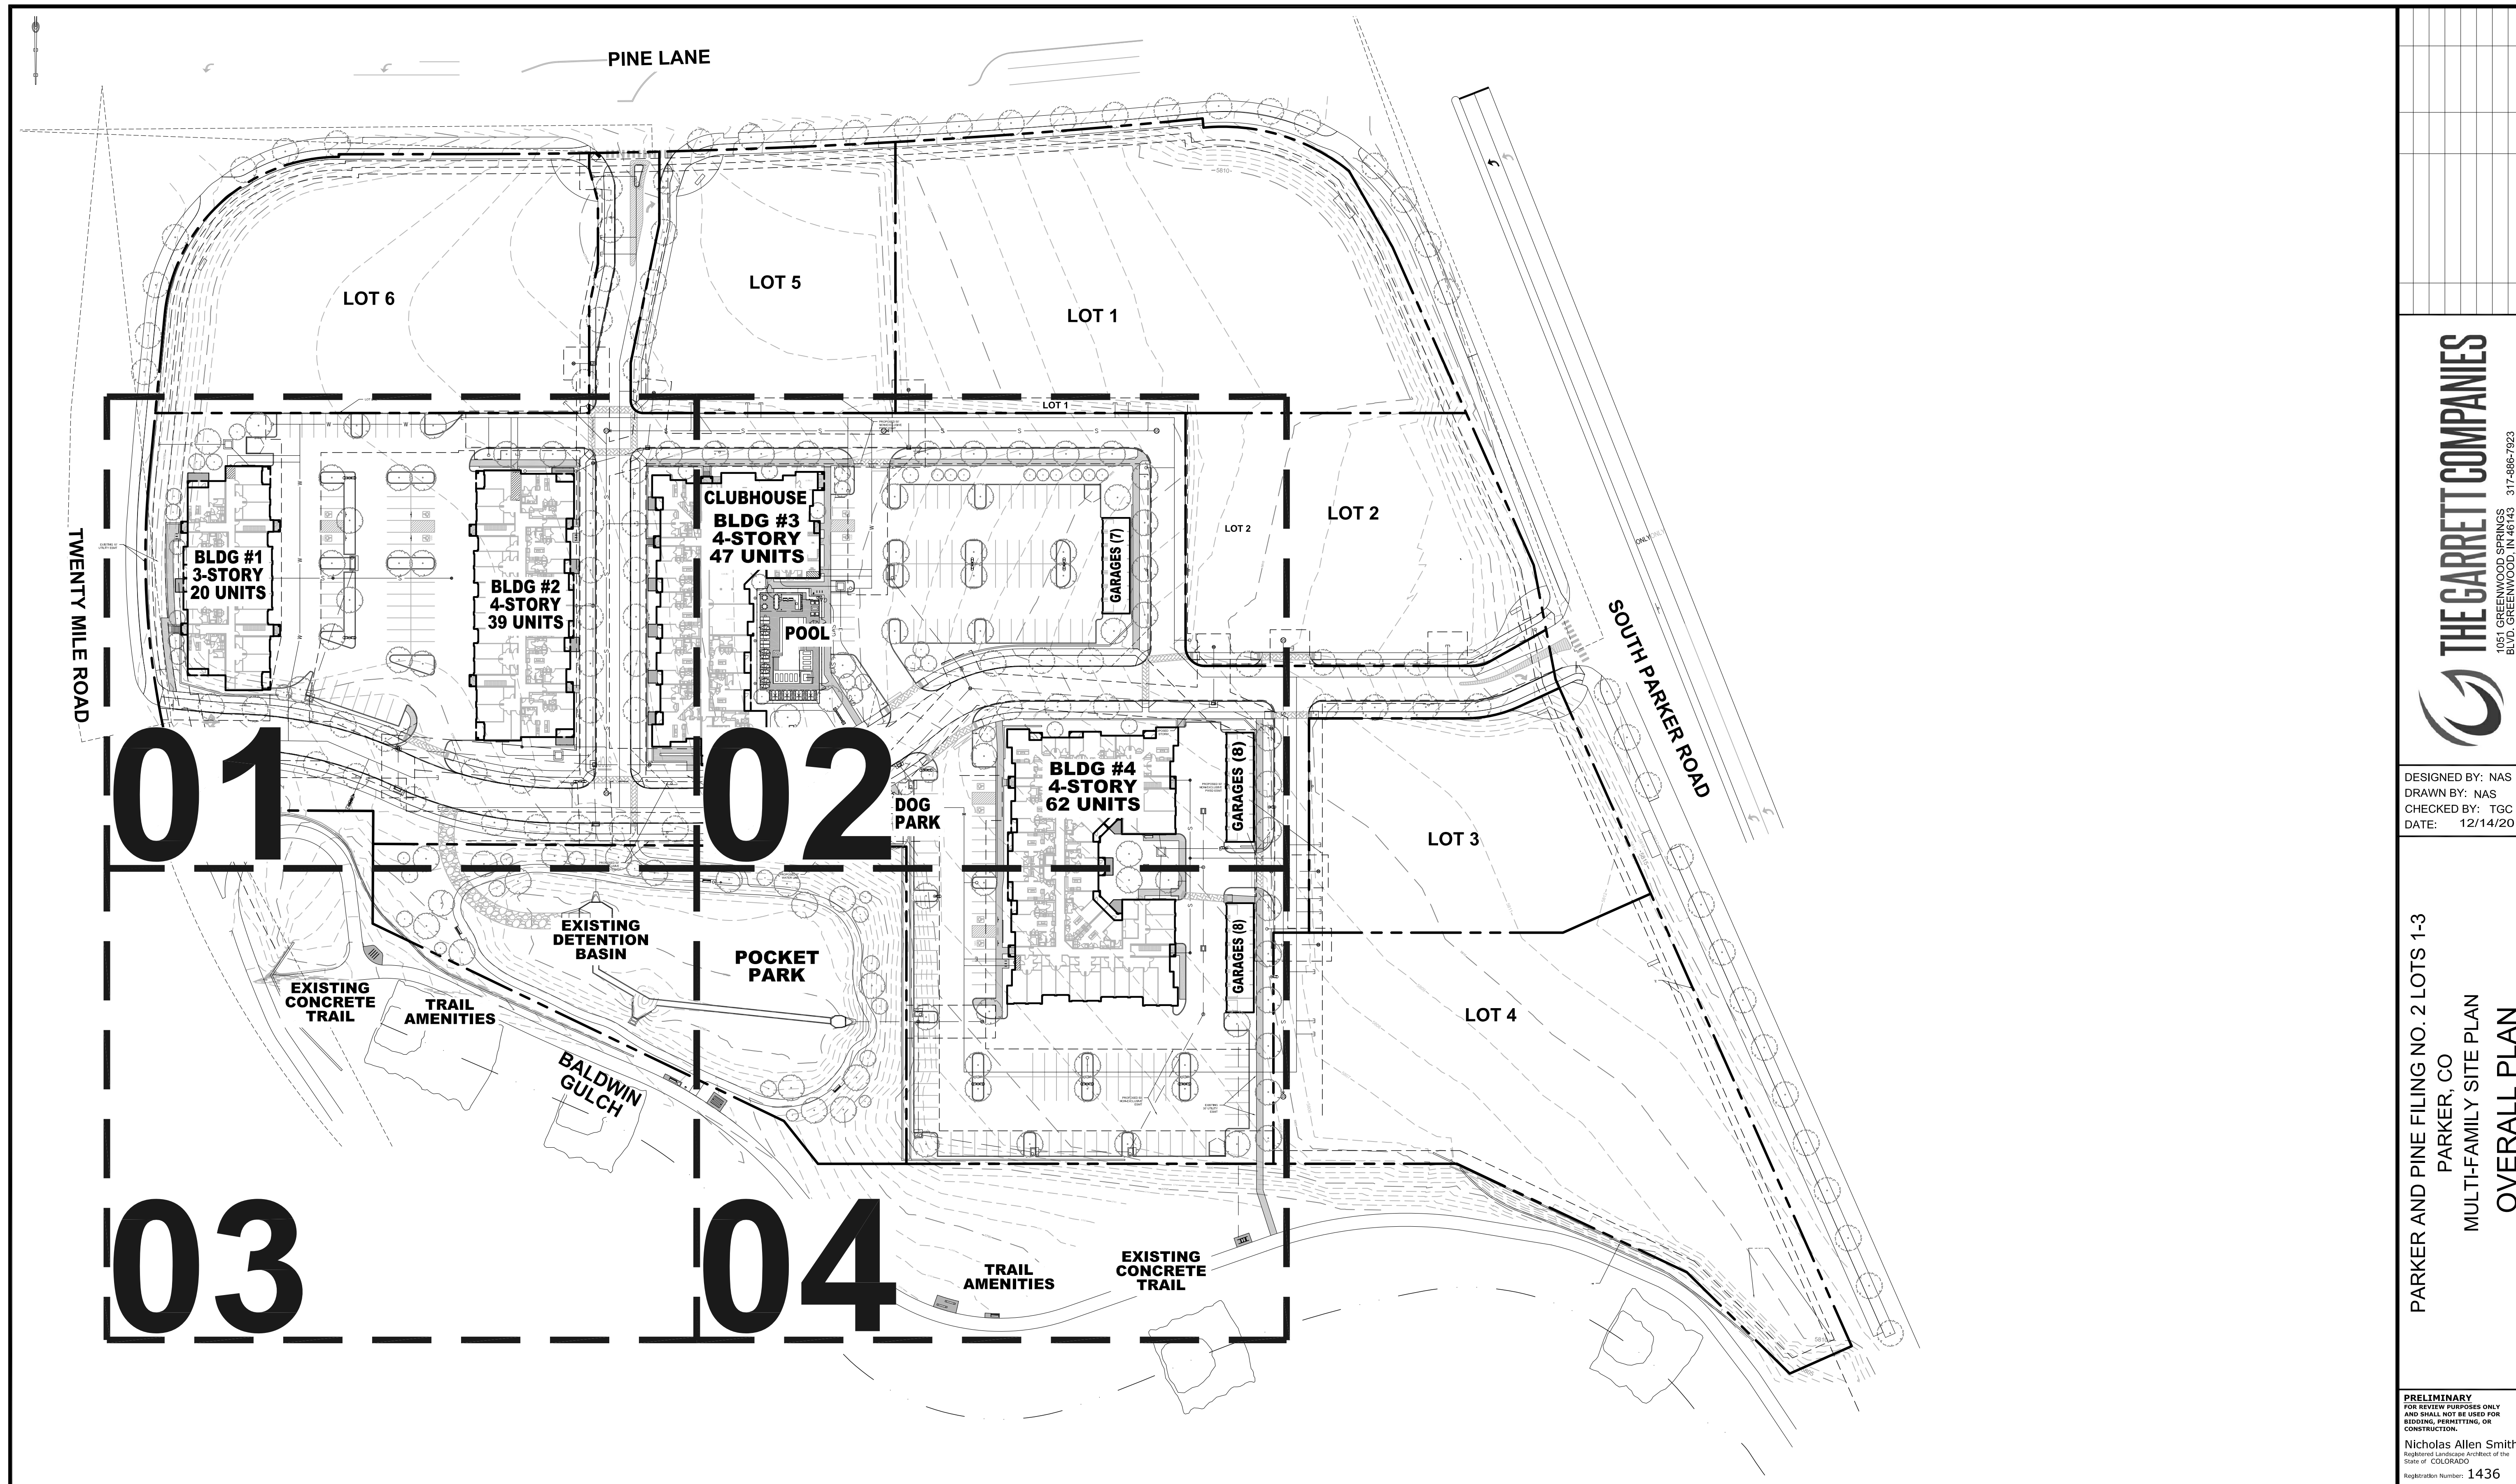 PINE LANE
LOT 6
LOT 5
LOT 1
5810
LOT 1
LOT 2
LOT 2
ONLY
CLUBHOUSE
BLDG #3
4-STORY
47 UNITS
BLDG #1
3-STORY
20 UNITS
BLDG #2
4-STORY
39 UNITS
POOL
GARAGES (7)
TWENTY MILE ROAD
SOUTH PARKER ROAD
01
02
DOG
PARK
BLDG #4
4-STORY
62 UNITS
GARAGES (8)
GARAGES (8)
LOT 3
LOT 4
EXISTING
DETENTION
BASIN
POCKET
PARK
EXISTING
CONCRETE
TRAIL
TRAIL
AMENITIES
BALDWIN
GULCH
03
04
TRAIL
AMENITIES
EXISTING
CONCRETE
TRAIL
THE GARRETT COMPANIES
1051 GREENWOOD SPRINGS 317-886-7923
BLVD. GREENWOOD, IN 46143
DESIGNED BY: NAS
DRAWN BY: NAS
CHECKED BY: TGC
DATE: 12/14/20
PARKER AND PINE FILING NO. 2 LOTS 1-3
PARKER, CO
MULTI-FAMILY SITE PLAN
OVERALL PLAN
PRELIMINARY
FOR REVIEW PURPOSES ONLY
AND SHALL NOT BE USED FOR
BIDDING, PERMITTING, OR
CONSTRUCTION.
Nicholas Allen Smith
Registered Landscape Architect of the
State of COLORADO
Registration Number: 1436